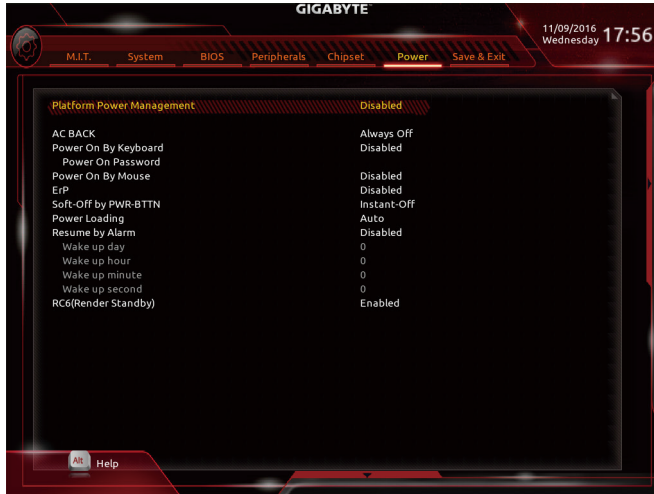 GIGABYTE™
11/09/2016
Wednesday
17:56
M.I.T. System BIOS Peripherals Chipset Power Save & Exit
Platform Power Management Disabled
AC BACK Always Off
Power On By Keyboard Disabled
Power On Password
Power On By Mouse Disabled
ErP Disabled
Soft-Off by PWR-BTTN Instant-Off
Power Loading Auto
Resume by Alarm Disabled
Wake up day 0
Wake up hour 0
Wake up minute 0
Wake up second 0
RC6(Render Standby) Enabled
Alt Help